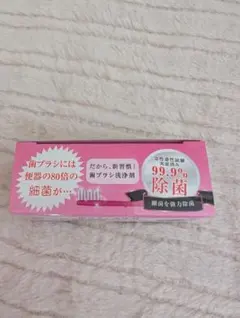 歯ブラシには
便器の80倍の
細菌が…
だから、新習慣!
歯ブラシ洗浄剤
99.9%
除菌
細菌を強力除菌